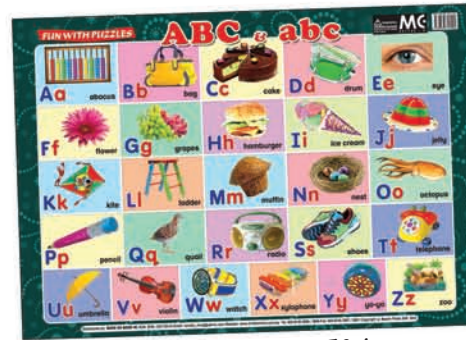 FUN WITH PUZZLES
ABC & abc
MG
Aa abacus
Bb bag
Cc cake
Dd drum
Ee eye
Ff flower
Gg grapes
Hh hamburger
Ii ice cream
Jj jelly
Kk kite
Ll ladder
Mm muffin
Nn nest
Oo octopus
Pp pencil
Qq quail
Rr radio
Ss shoes
Tt telephone
Uu umbrella
Vv violin
Ww watch
Xx xylophone
Yy yo-yo
Zz zoo